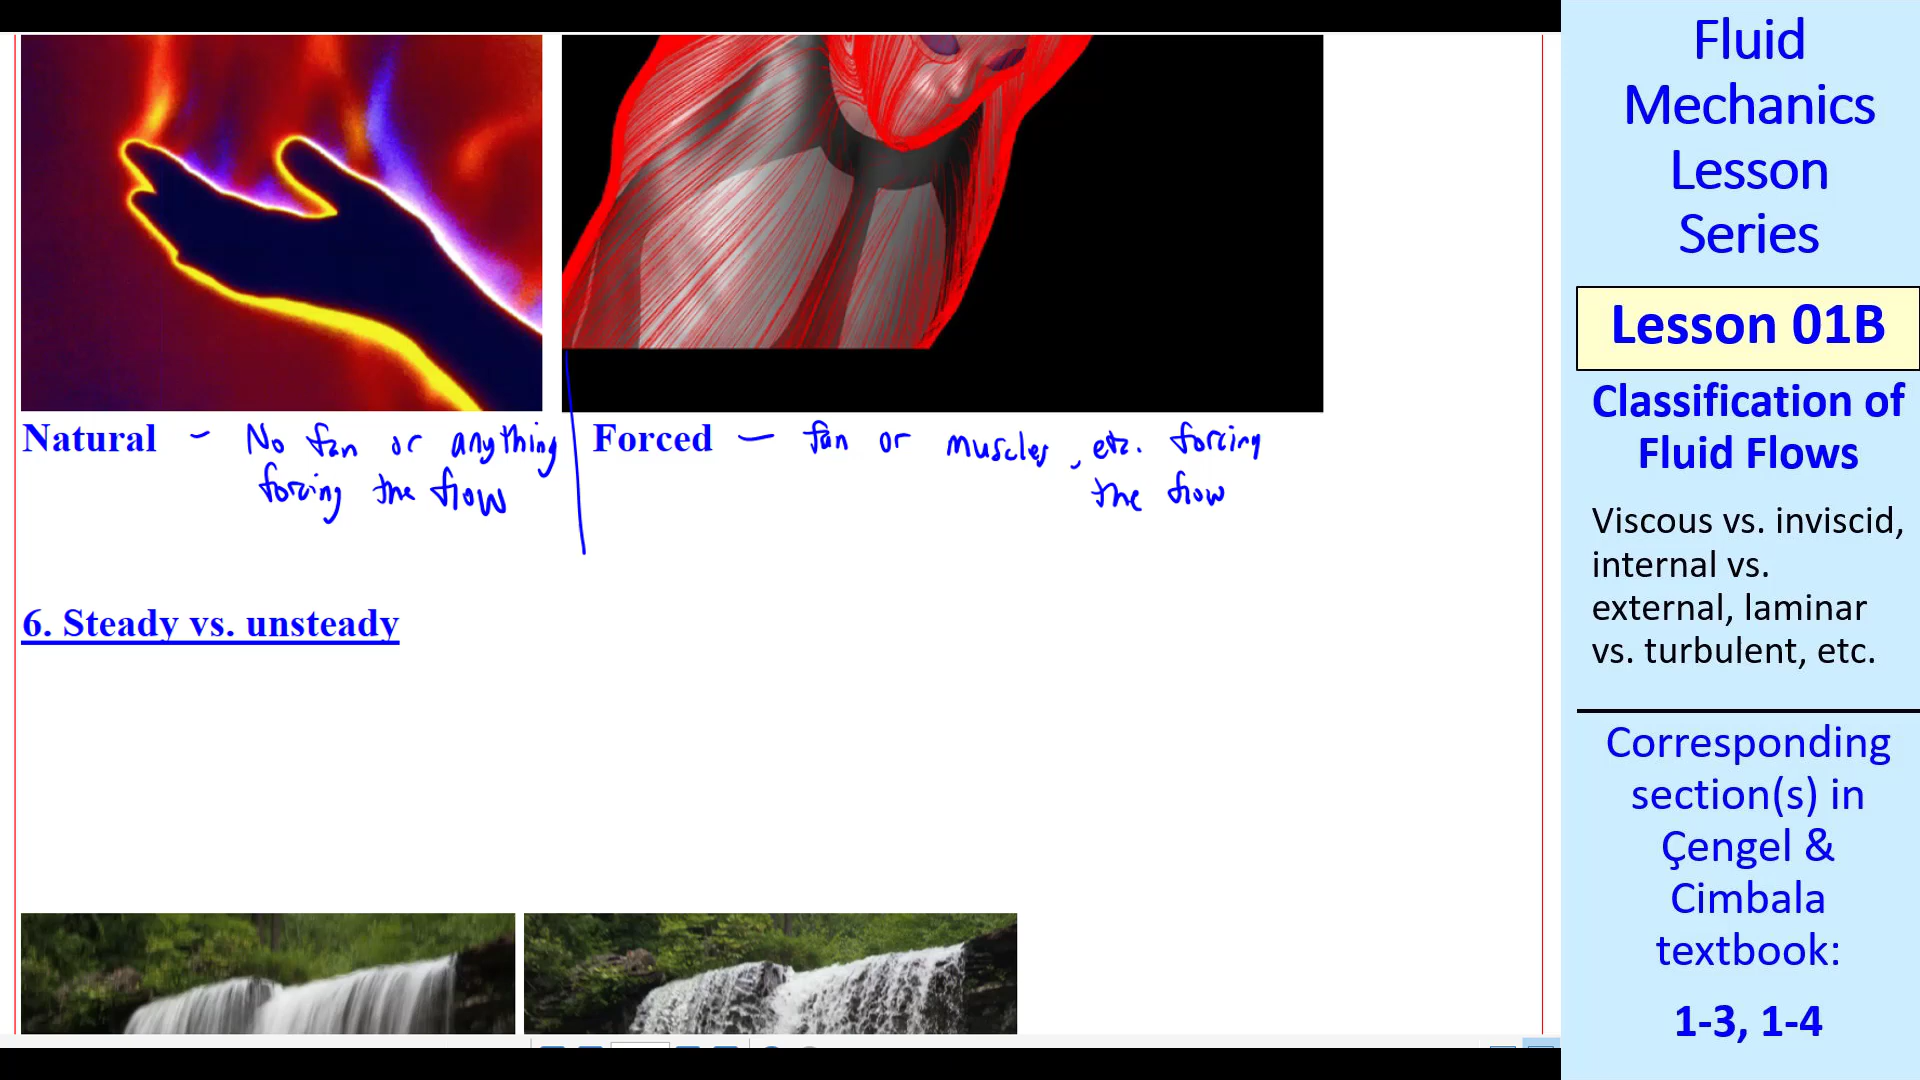 Natural – No fan or anything
forcing the flow
Forced – fan or muscles, etc. forcing
the flow
6. Steady vs. unsteady
Fluid
Mechanics
Lesson
Series
Lesson 01B
Classification of
Fluid Flows
Viscous vs. inviscid,
internal vs.
external, laminar
vs. turbulent, etc.
Corresponding
section(s) in
Çengel &
Cimbala
textbook:
1-3, 1-4